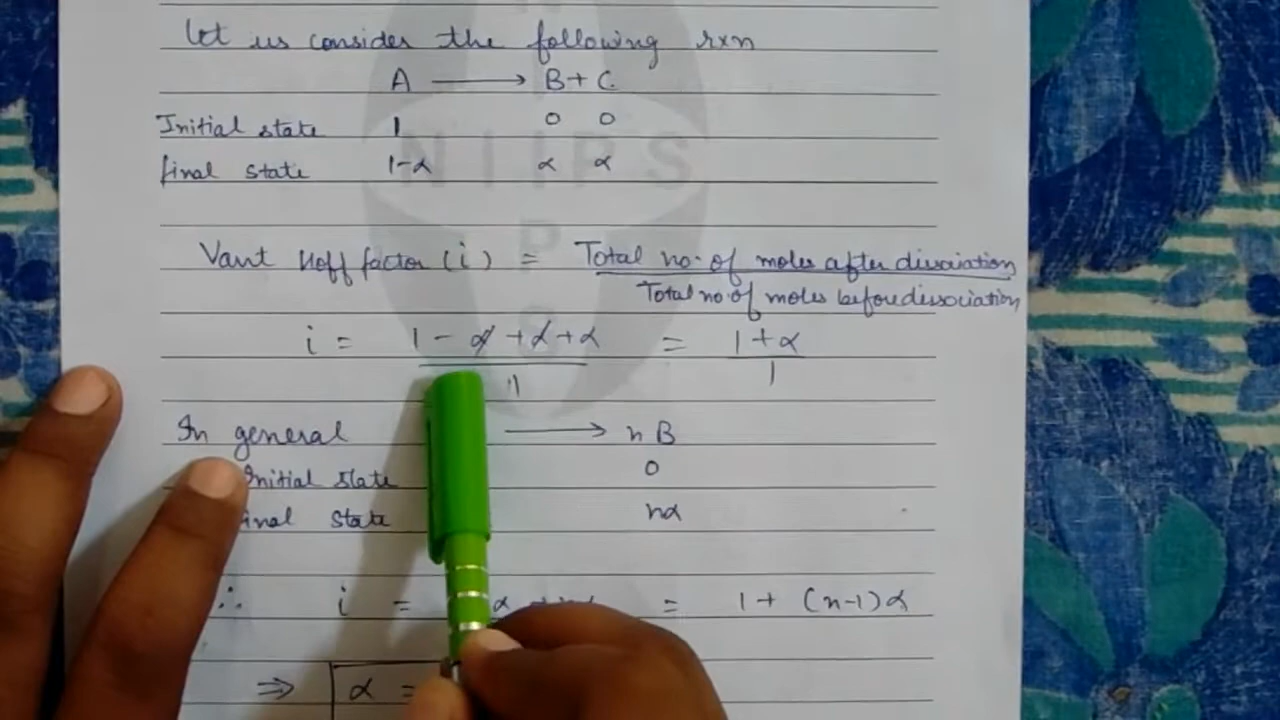 Let us consider the following rxn
A ⟶ B + C
Initial state 1 0 0
final state 1-α α α
Vant Hoff factor (i) = Total no. of moles after dissociation
Total no. of moles before dissociation
i = 1 - α + α + α = 1 + α
1 1
In general ⟶ n B
Initial state 0
inal state nα
∴ i = α = 1 + (n-1)α
⇒ α =
NIIPS